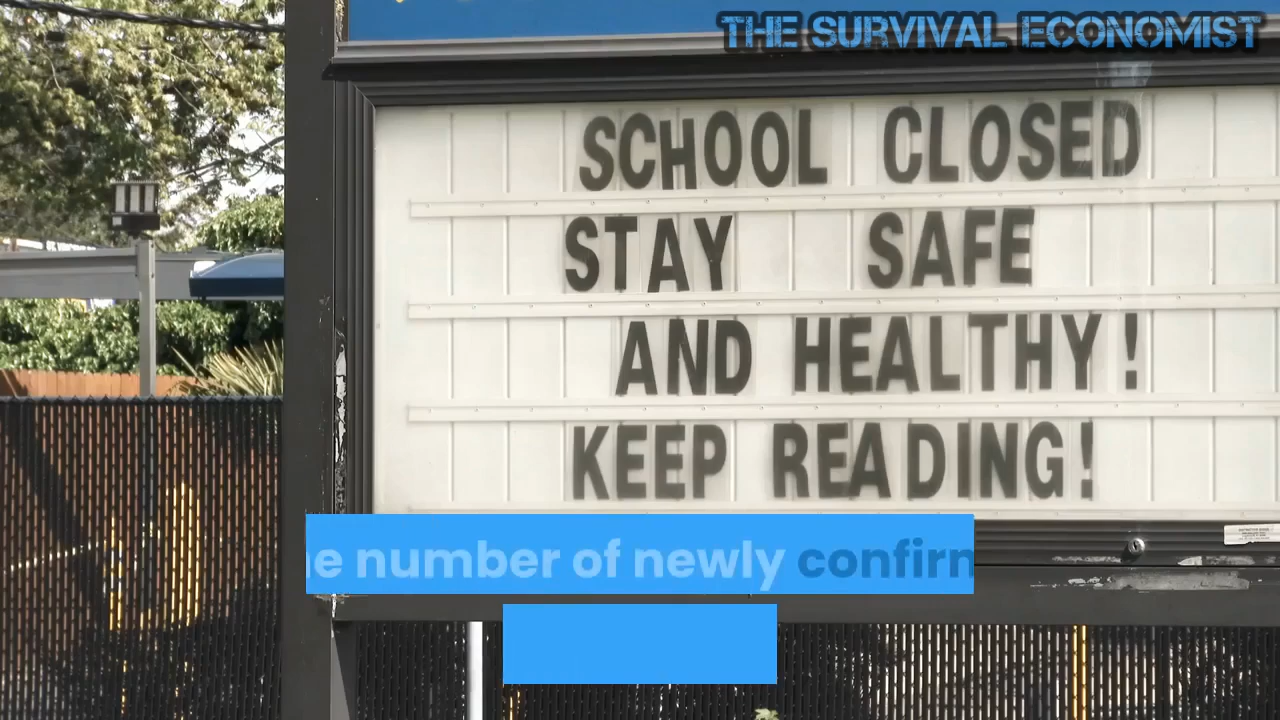 THE SURVIVAL ECONOMIST
SCHOOL CLOSED
STAY SAFE
AND HEALTHY!
KEEP READING!
number of newly